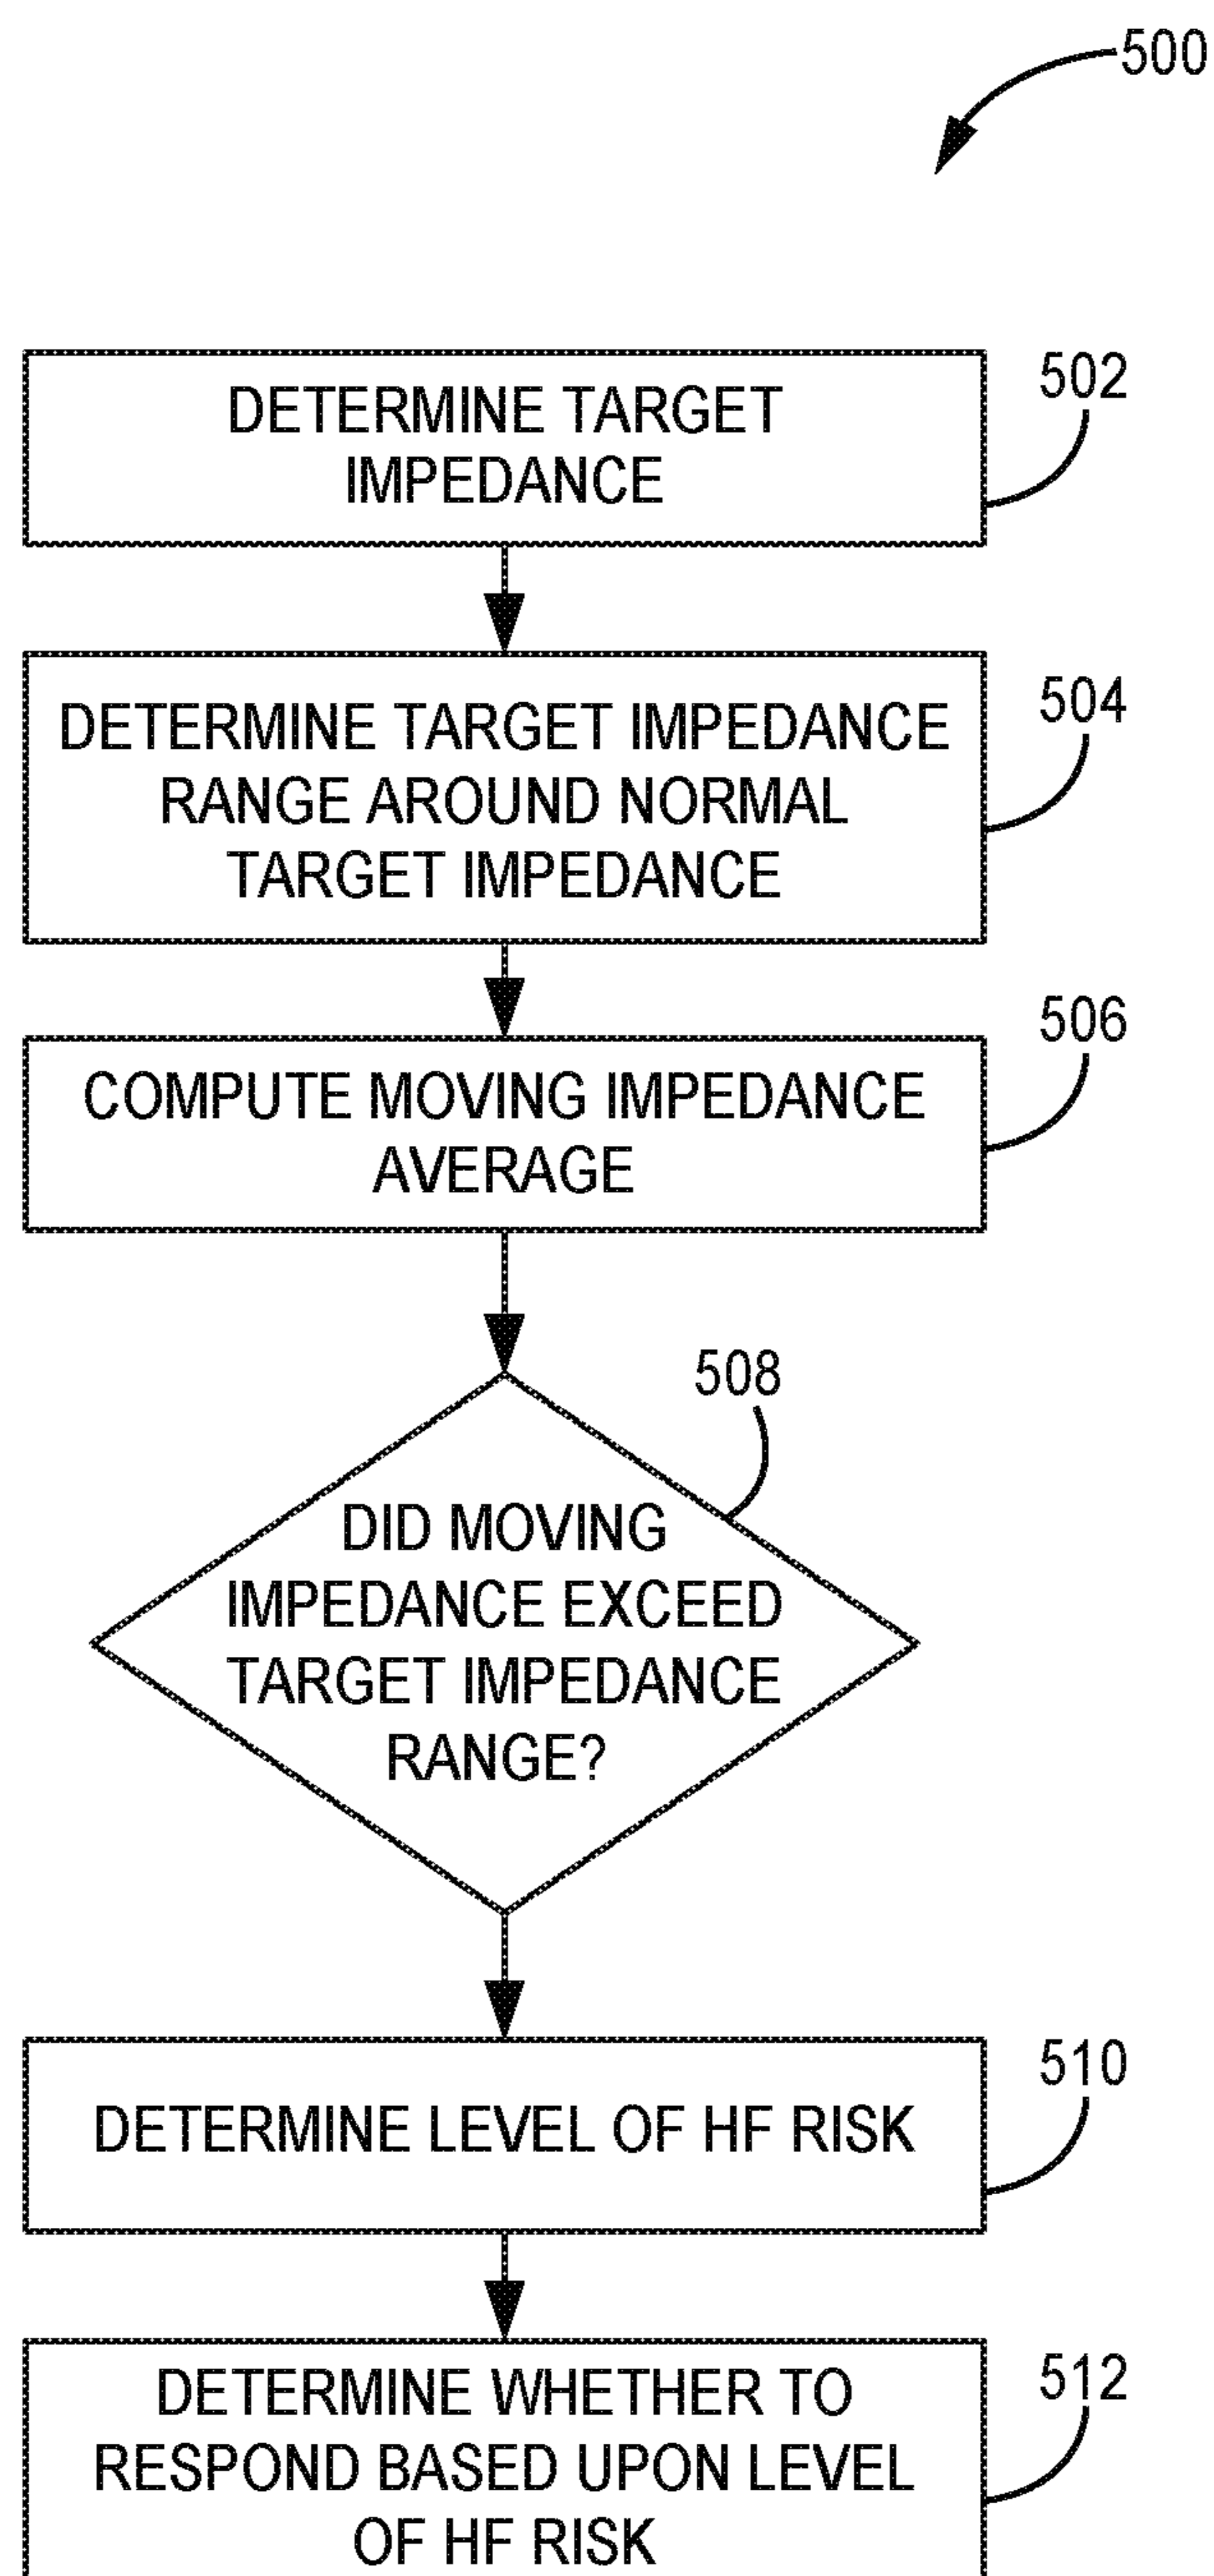 500
502
DETERMINE TARGET
IMPEDANCE
504
DETERMINE TARGET IMPEDANCE
RANGE AROUND NORMAL
TARGET IMPEDANCE
506
COMPUTE MOVING IMPEDANCE
AVERAGE
508
DID MOVING
IMPEDANCE EXCEED
TARGET IMPEDANCE
RANGE?
510
DETERMINE LEVEL OF HF RISK
512
DETERMINE WHETHER TO
RESPOND BASED UPON LEVEL
OF HF RISK